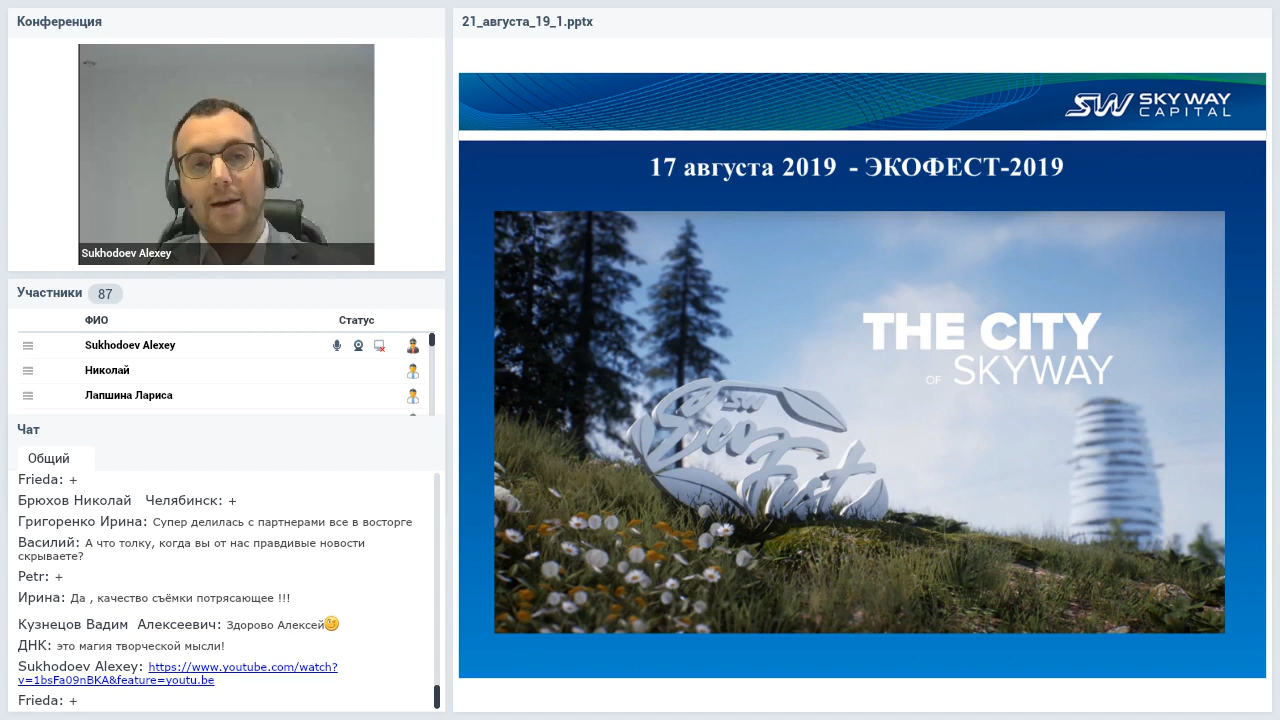 Конференция
Sukhodoev Alexey
Участники 87
ФИО Статус
Sukhodoev Alexey
Николай
Лапшина Лариса
Чат
Общий
Frieda: +
Брюхов Николай Челябинск: +
Григоренко Ирина: Супер делилась с партнерами все в восторге
Василий: А что толку, когда вы от нас правдивые новости
скрываете?
Petr: +
Ирина: Да , качество съёмки потрясающее !!!
Кузнецов Вадим Алексеевич: Здорово Алексей
ДНК: это магия творческой мысли!
Sukhodoev Alexey: https://www.youtube.com/watch?
v=1bsFa09nBKA&feature=youtu.be
Frieda: +
21_августа_19_1.pptx
SW SKY WAY
CAPITAL
17 августа 2019 - ЭКОФЕСТ-2019
THE CITY
OF SKYWAY
SW
Eco
Fest